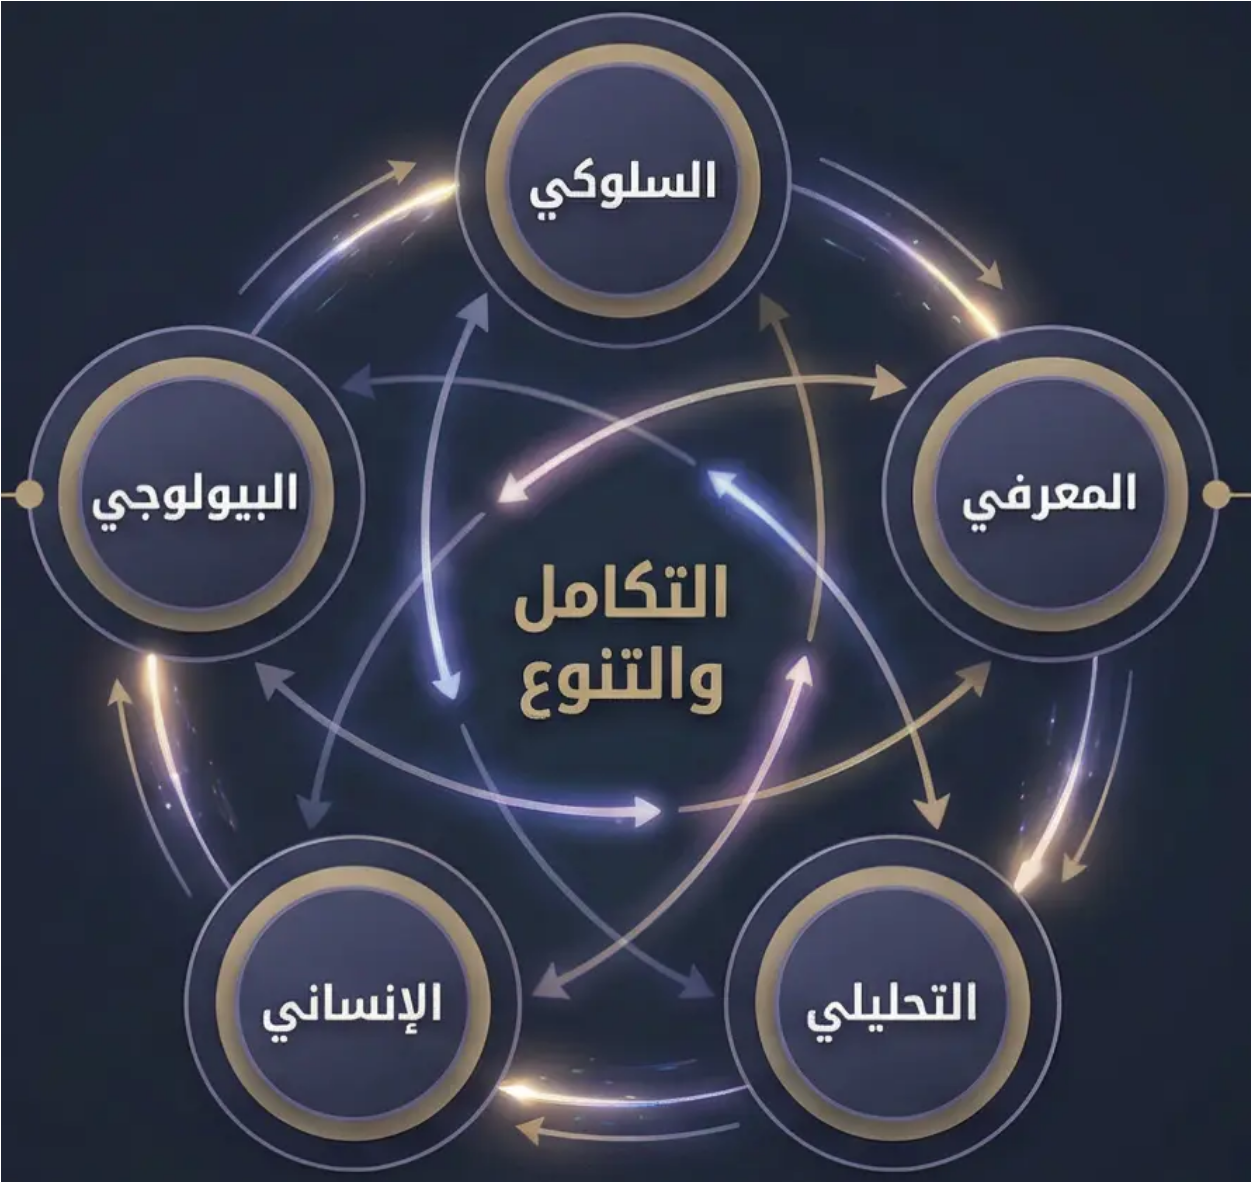 السلوكي
المعرفي
البيولوجي
التكامل
والتنوع
التحليلي
الإنساني